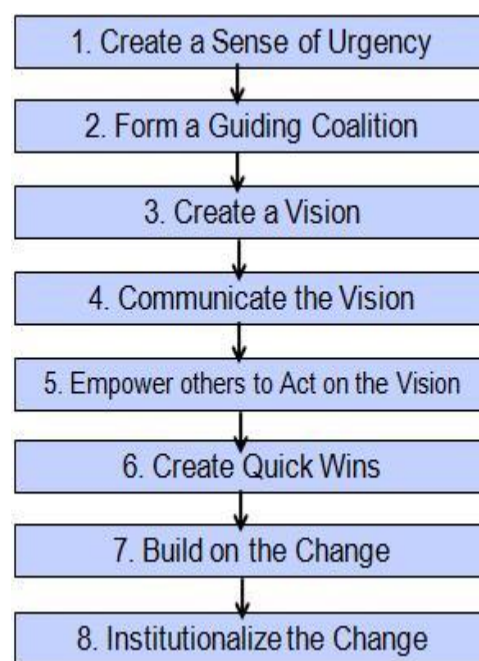 1. Create a Sense of Urgency
2. Form a Guiding Coalition
3. Create a Vision
4. Communicate the Vision
5. Empower others to Act on the Vision
6. Create Quick Wins
7. Build on the Change
8. Institutionalize the Change